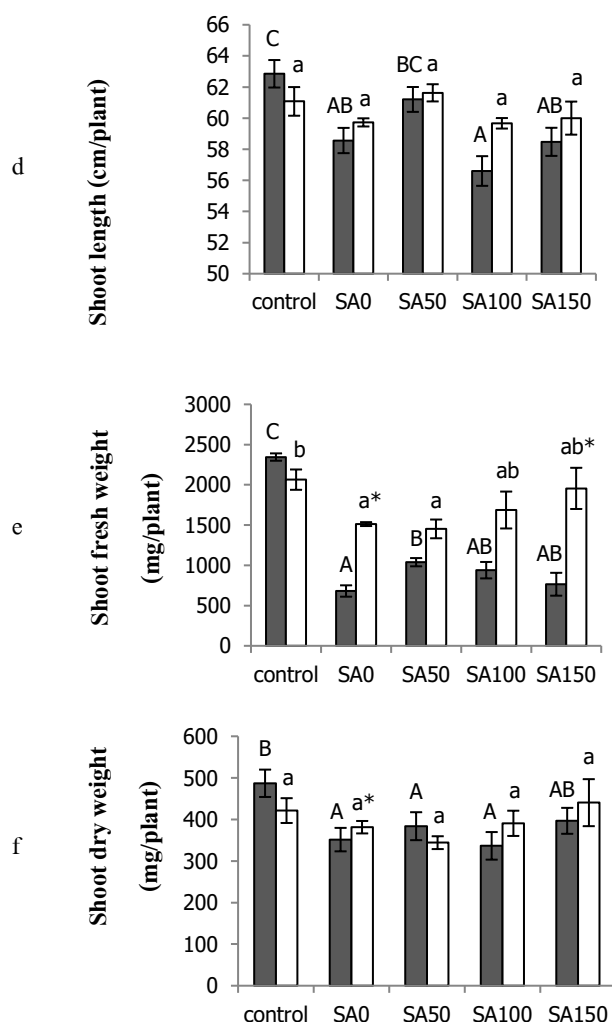 d
Shoot length (cm/plant)
66
64
62
60
58
56
54
52
50
C
a
AB
a
BC
a
A
a
AB
a
control SA0 SA50 SA100 SA150
e
Shoot fresh weight
(mg/plant)
3000
2500
2000
1500
1000
500
0
C
b
A
a*
B
a
AB
ab
AB
ab*
control SA0 SA50 SA100 SA150
f
Shoot dry weight
(mg/plant)
600
500
400
300
200
100
0
B
a
A
a*
A
a
A
a
AB
a
control SA0 SA50 SA100 SA150